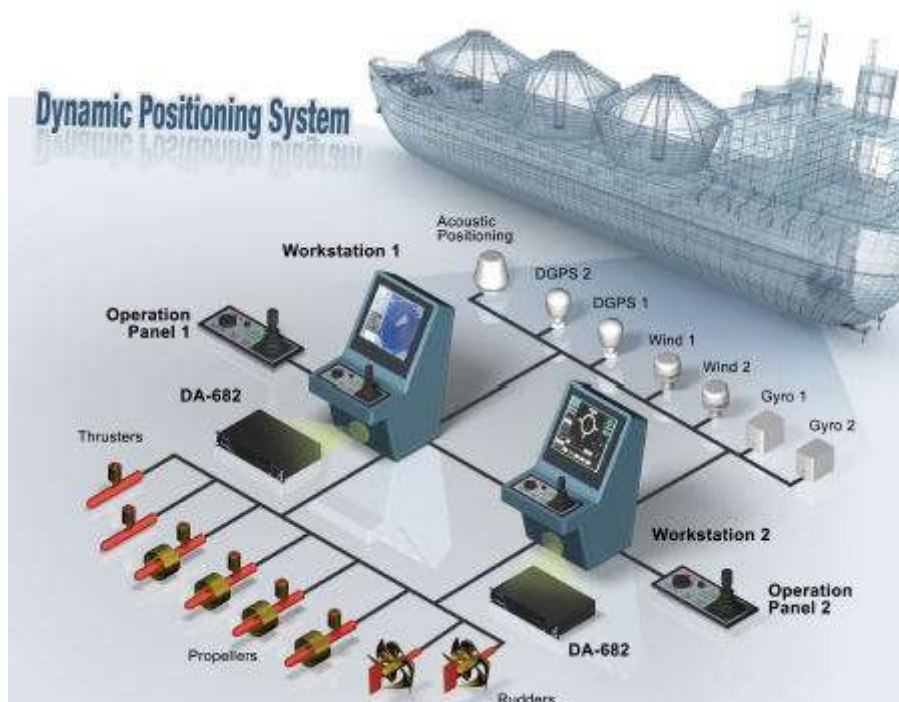 Dynamic Positioning System
Acoustic
Positioning
Workstation 1
DGPS 2
DGPS 1
Operation
Panel 1
Wind 1
Wind 2
DA-682
Gyro 1
Gyro 2
Thrusters
Workstation 2
Operation
Panel 2
DA-682
Propellers
Rudders